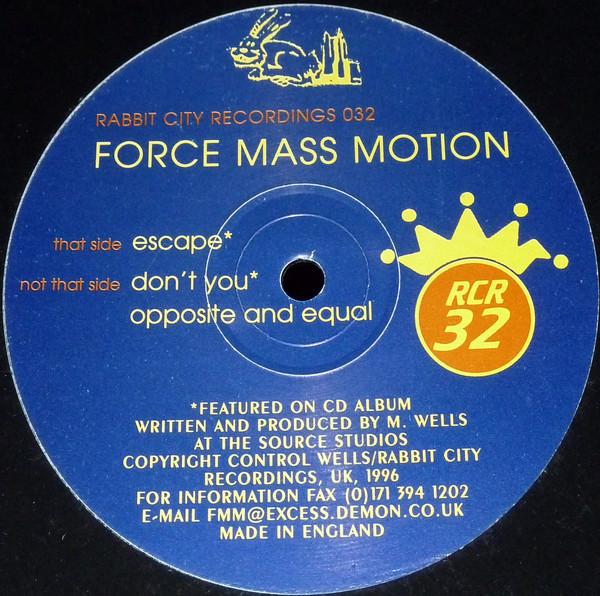 RABBIT CITY RECORDINGS 032
FORCE MASS MOTION
that side escape*
not that side don't you*
opposite and equal
RCR
32
*FEATURED ON CD ALBUM
WRITTEN AND PRODUCED BY M. WELLS
AT THE SOURCE STUDIOS
COPYRIGHT CONTROL WELLS/RABBIT CITY
RECORDINGS, UK, 1996
FOR INFORMATION FAX (0)171 394 1202
E-MAIL FMM@EXCESS.DEMON.CO.UK
MADE IN ENGLAND